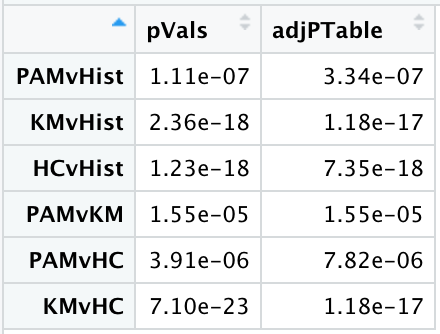 pVals adjPTable
PAMvHist 1.11e-07 3.34e-07
KMvHist 2.36e-18 1.18e-17
HCvHist 1.23e-18 7.35e-18
PAMvKM 1.55e-05 1.55e-05
PAMvHC 3.91e-06 7.82e-06
KMvHC 7.10e-23 1.18e-17